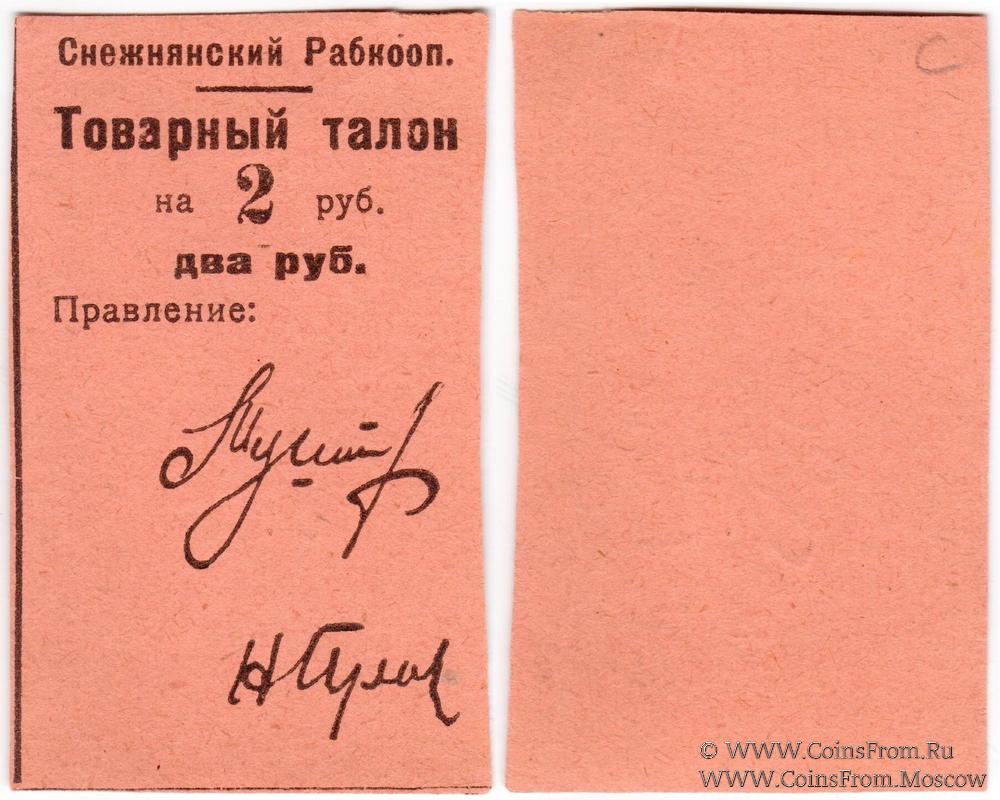 Снежнянский Рабкооп.
Товарный талон
на 2 руб.
два руб.
Правление:
С
© WWW.CoinsFrom.Ru
WWW.CoinsFrom.Moscow